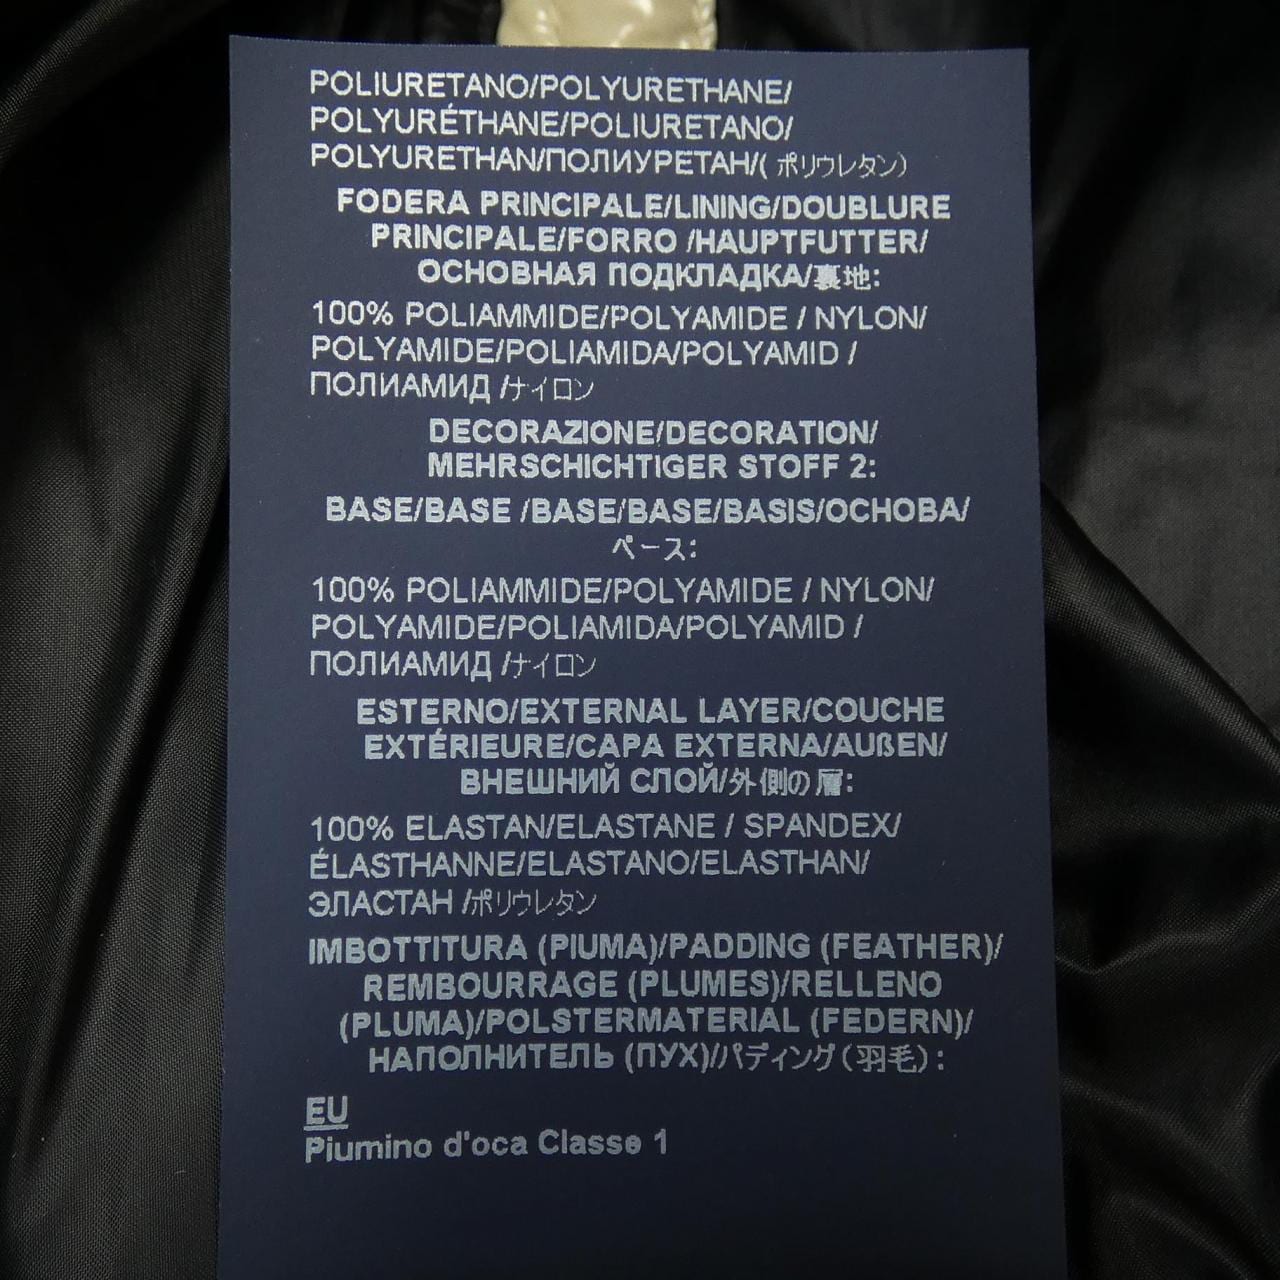 POLIURETANO/POLYURETHANE/
POLYURÉTHANE/POLIURETANO/
POLYURETHAN/ПОЛИУРЕТАН/(ポリウレタン)
FODERA PRINCIPALE/LINING/DOUBLURE
PRINCIPALE/FORRO /HAUPTFUTTER/
ОСНОВНАЯ ПОДКЛАДКА/裏地:
100% POLIAMMIDE/POLYAMIDE / NYLON/
POLYAMIDE/POLIAMIDA/POLYAMID /
ПОЛИАМИД /ナイロン
DECORAZIONE/DECORATION/
MEHRSCHICHTIGER STOFF 2:
BASE/BASE /BASE/BASE/BASIS/ОСНОВА/
ベース:
100% POLIAMMIDE/POLYAMIDE / NYLON/
POLYAMIDE/POLIAMIDA/POLYAMID /
ПОЛИАМИД /ナイロン
ESTERNO/EXTERNAL LAYER/COUCHE
EXTÉRIEURE/CAPA EXTERNA/AUßEN/
ВНЕШНИЙ СЛОЙ/外側の層:
100% ELASTAN/ELASTANE / SPANDEX/
ÉLASTHANNE/ELASTANO/ELASTHAN/
ЭЛАСТАН /ポリウレタン
IMBOTTITURA (PIUMA)/PADDING (FEATHER)/
REMBOURRAGE (PLUMES)/RELLENO
(PLUMA)/POLSTERMATERIAL (FEDERN)/
НАПОЛНИТЕЛЬ (ПУХ)/パディング(羽毛):
EU
Piumino d'oca Classe 1